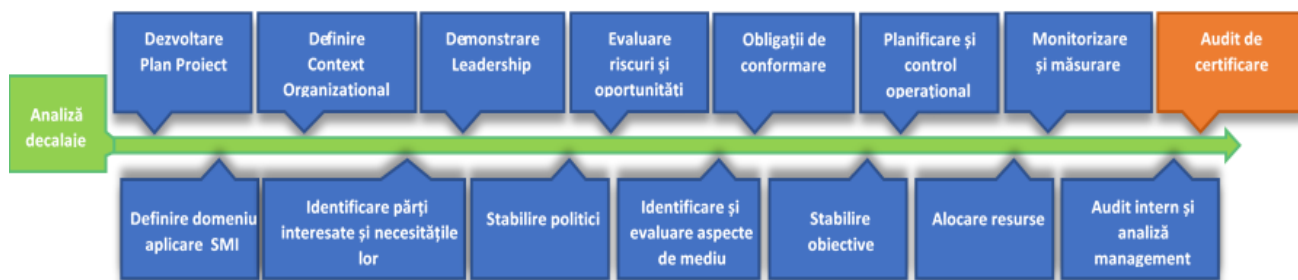 Dezvoltare
Plan Proiect
Definire
Context
Organizațional
Demonstrare
Leadership
Evaluare
riscuri și
oportunități
Obligații de
conformare
Planificare și
control
operațional
Monitorizare
și măsurare
Audit de
certificare
Analiză
decalaje
Definire domeniu
aplicare SMI
Identificare părți
interesate și necesitățile
lor
Stabilire politici
Identificare și
evaluare aspecte
de mediu
Stabilire
obiective
Alocare resurse
Audit intern și
analiză
management